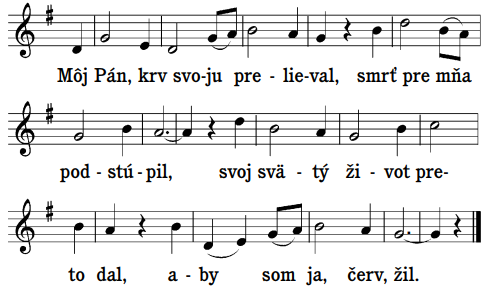 Môj Pán, krv svo-ju pre-lie-val, smrť pre mňa
pod-stú-pil, svoj svä-tý ži-vot pre-
to dal, a-by som ja, červ, žil.